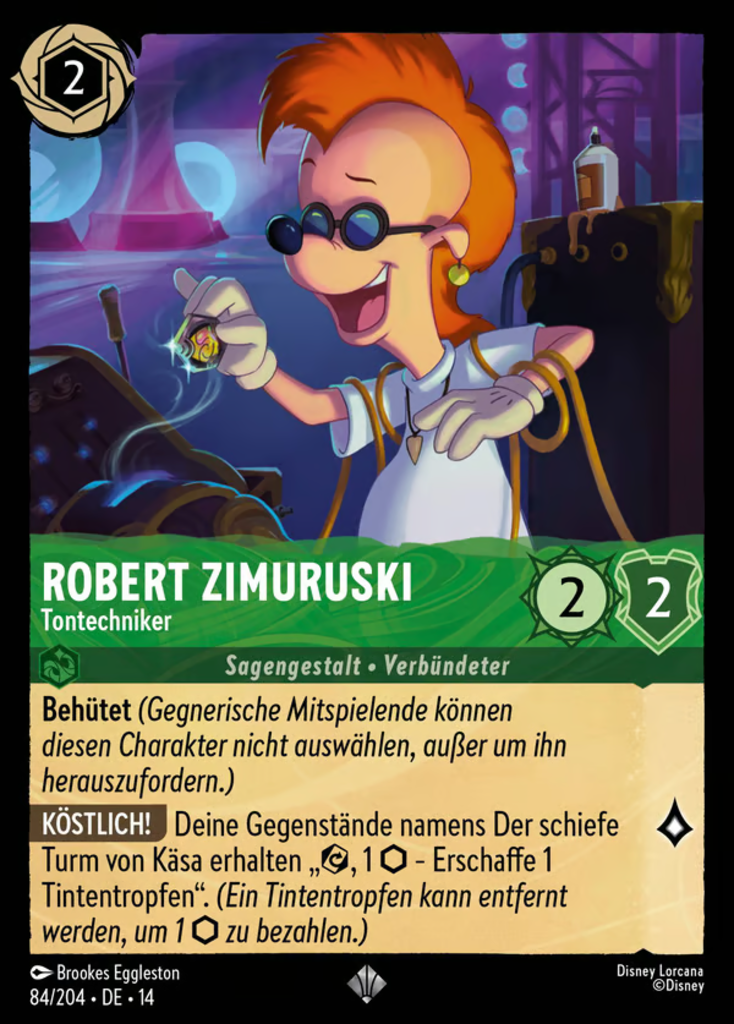 2
ROBERT ZIMURUSKI
Tontechniker
2
2
Sagengestalt • Verbündeter
Behütet (Gegnerische Mitspielende können
diesen Charakter nicht auswählen, außer um ihn
herauszufordern.)
KÖSTLICH! Deine Gegenstände namens Der schiefe
Turm von Käsa erhalten „⟳, 1 ⬡ – Erschaffe 1
Tintentropfen“. (Ein Tintentropfen kann entfernt
werden, um 1 ⬡ zu bezahlen.)
Brookes Eggleston
84/204 • DE • 14
Disney Lorcana
©Disney